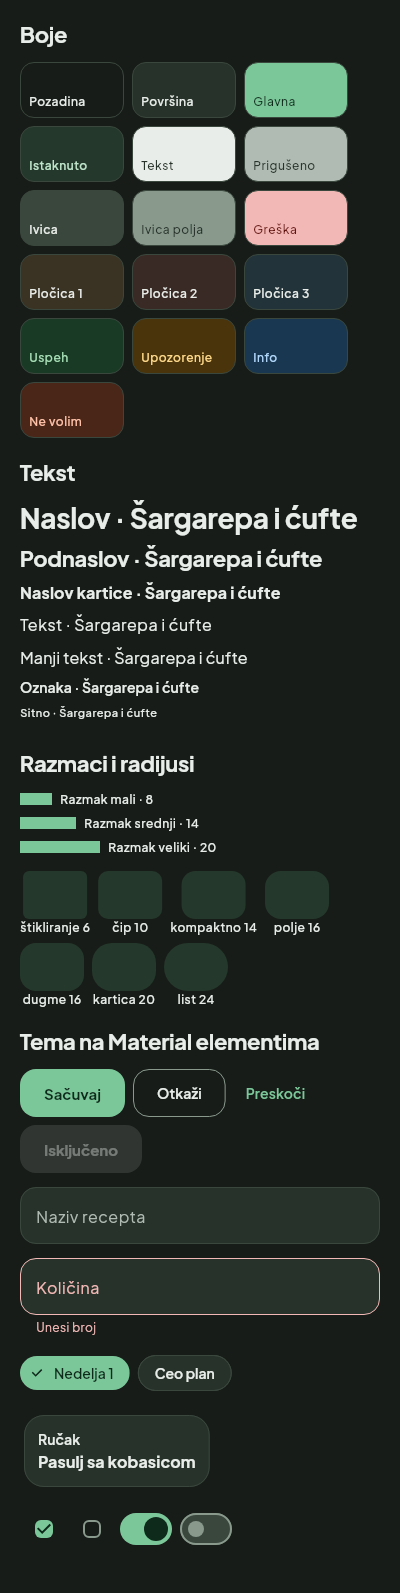 Boje
Pozadina Površina Glavna
Istaknuto Tekst Prigušeno
Ivica Ivica polja Greška
Pločica 1 Pločica 2 Pločica 3
Uspeh Upozorenje Info
Ne volim
Tekst
Naslov · Šargarepa i ćufte
Podnaslov · Šargarepa i ćufte
Naslov kartice · Šargarepa i ćufte
Tekst · Šargarepa i ćufte
Manji tekst · Šargarepa i ćufte
Oznaka · Šargarepa i ćufte
Sitno · Šargarepa i ćufte
Razmaci i radijusi
Razmak mali · 8
Razmak srednji · 14
Razmak veliki · 20
štikliranje 6 čip 10 kompaktno 14 polje 16
dugme 16 kartica 20 list 24
Tema na Material elementima
Sačuvaj Otkaži Preskoči
Isključeno
Naziv recepta
Količina
Unesi broj
Nedelja 1 Ceo plan
Ručak
Pasulj sa kobasicom